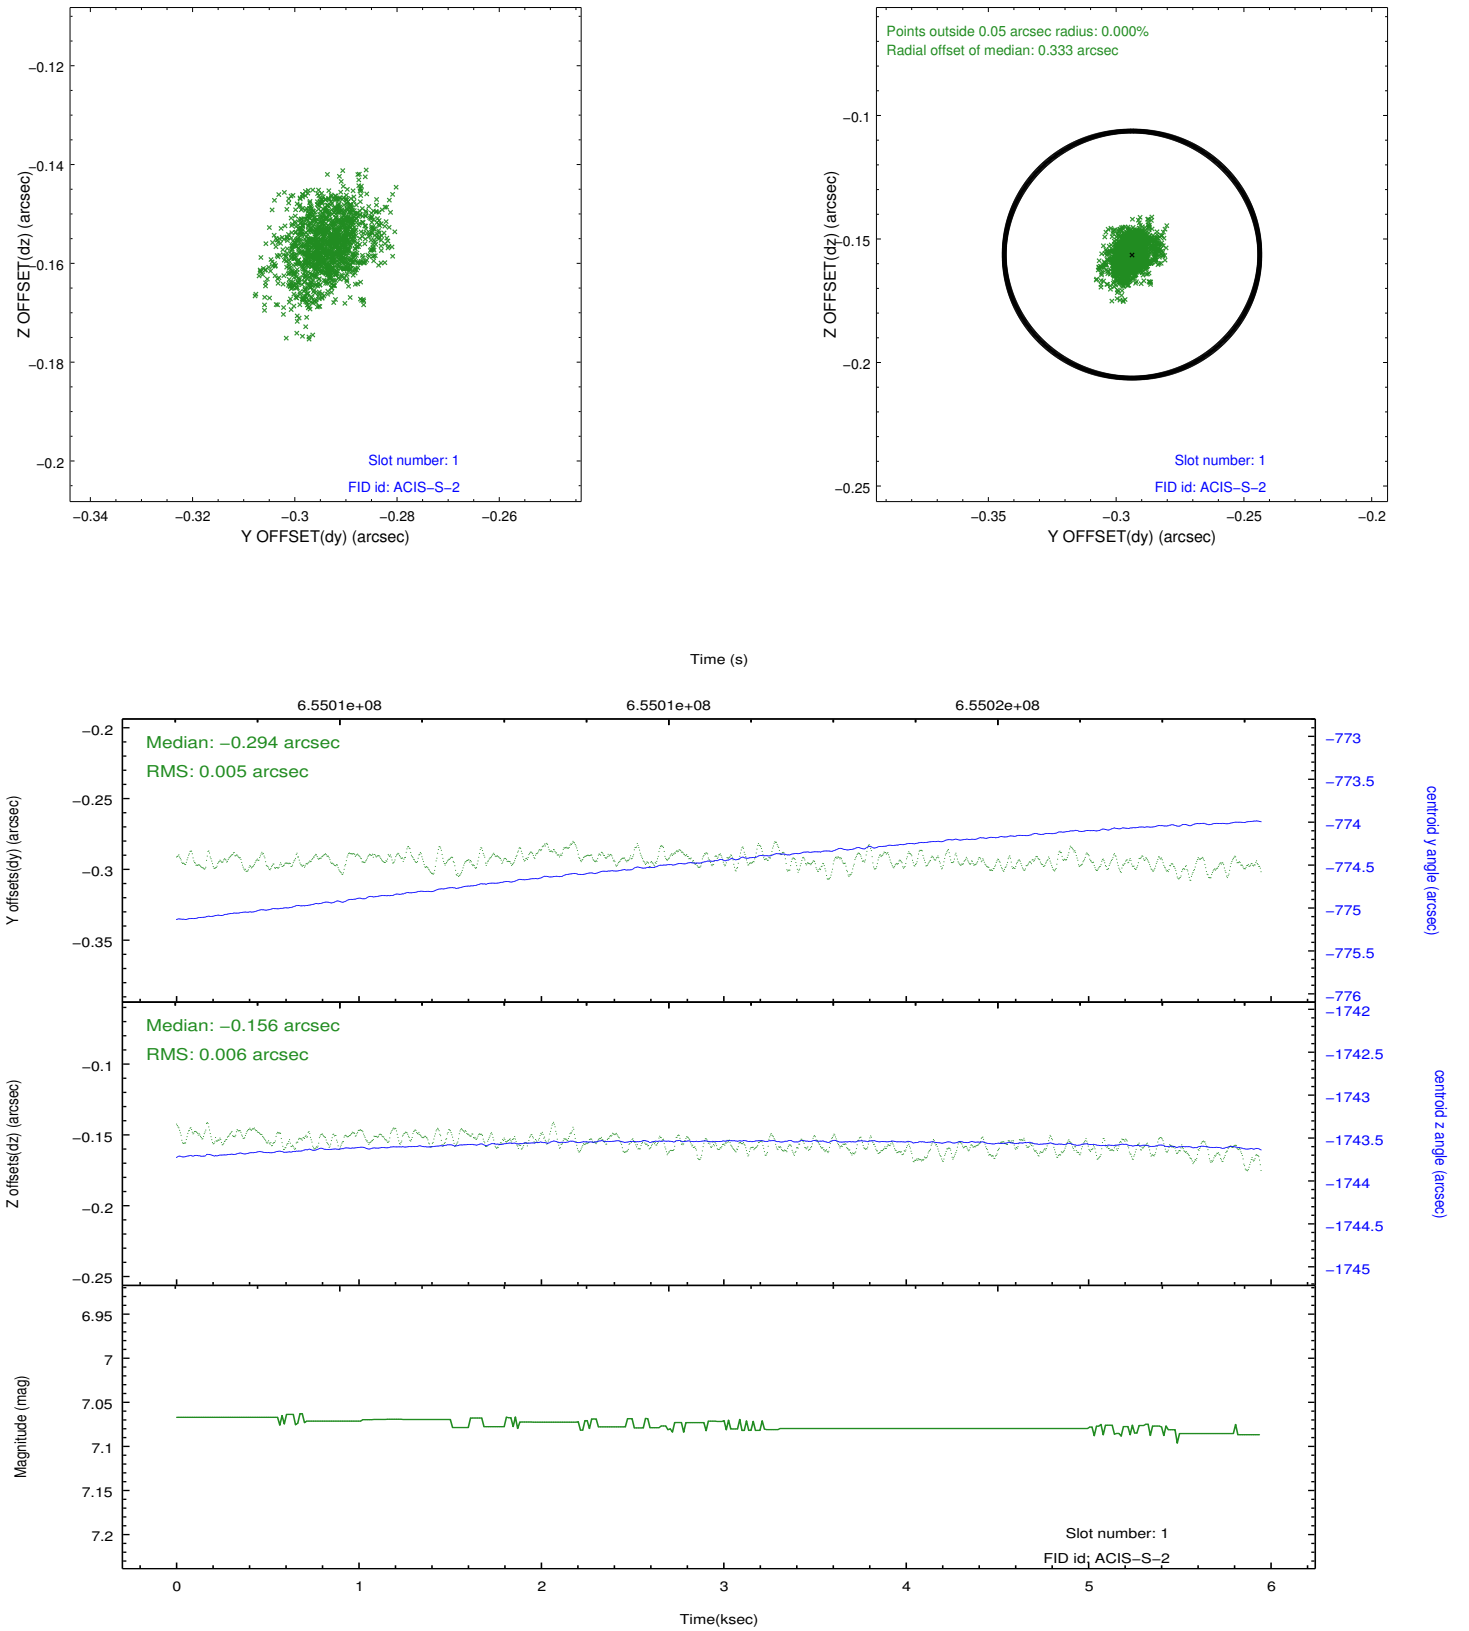 −0.12
−0.14
−0.16
−0.18
−0.2
Z OFFSET(dz) (arcsec)
Slot number: 1
FID id: ACIS−S−2
−0.34 −0.32 −0.3 −0.28 −0.26
Y OFFSET(dy) (arcsec)
Points outside 0.05 arcsec radius: 0.000%
Radial offset of median: 0.333 arcsec
−0.1
−0.15
−0.2
−0.25
Z OFFSET(dz) (arcsec)
Slot number: 1
FID id: ACIS−S−2
−0.35 −0.3 −0.25 −0.2
Y OFFSET(dy) (arcsec)
Time (s)
6.5501e+08 6.5501e+08 6.5502e+08
Median: −0.294 arcsec
RMS: 0.005 arcsec
−0.2
−0.25
−0.3
−0.35
Y offsets(dy) (arcsec)
−773
−773.5
−774
−774.5
−775
−775.5
−776
centroid y angle (arcsec)
Median: −0.156 arcsec
RMS: 0.006 arcsec
−0.1
−0.15
−0.2
−0.25
Z offsets(dz) (arcsec)
−1742
−1742.5
−1743
−1743.5
−1744
−1744.5
−1745
centroid z angle (arcsec)
6.95
7
7.05
7.1
7.15
7.2
Magnitude (mag)
Slot number: 1
FID id: ACIS−S−2
0 1 2 3 4 5 6
Time(ksec)